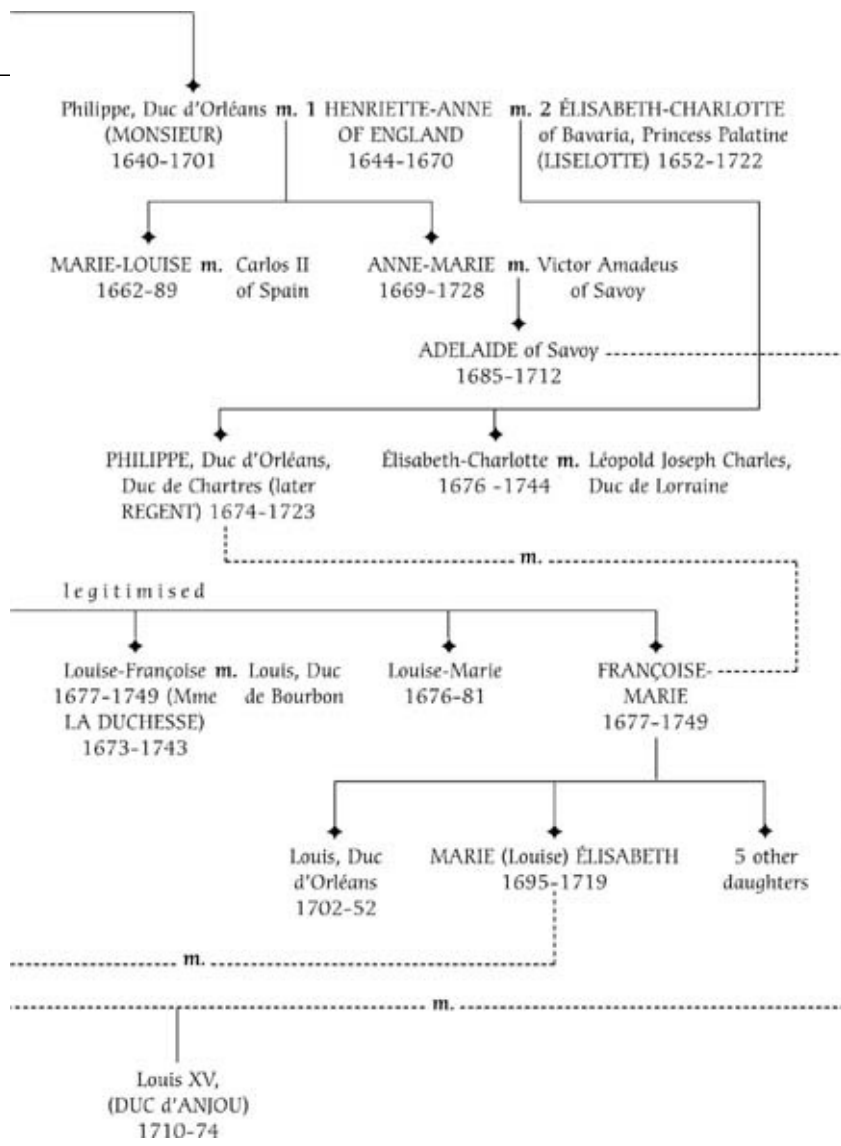 Philippe, Duc d'Orléans m. 1 HENRIETTE-ANNE m. 2 ÉLISABETH-CHARLOTTE
(MONSIEUR) OF ENGLAND of Bavaria, Princess Palatine
1640-1701 1644-1670 (LISELOTTE) 1652-1722
MARIE-LOUISE m. Carlos II ANNE-MARIE m. Victor Amadeus
1662-89 of Spain 1669-1728 of Savoy
ADELAIDE of Savoy
1685-1712
PHILIPPE, Duc d'Orléans, Élisabeth-Charlotte m. Léopold Joseph Charles,
Duc de Chartres (later 1676 -1744 Duc de Lorraine
REGENT) 1674-1723
m.
legitimised
Louise-Françoise m. Louis, Duc Louise-Marie FRANÇOISE-
1677-1749 (Mme de Bourbon 1676-81 MARIE
LA DUCHESSE) 1677-1749
1673-1743
Louis, Duc MARIE (Louise) ÉLISABETH 5 other
d'Orléans 1695-1719 daughters
1702-52
m.
m.
Louis XV,
(DUC d'ANJOU)
1710-74